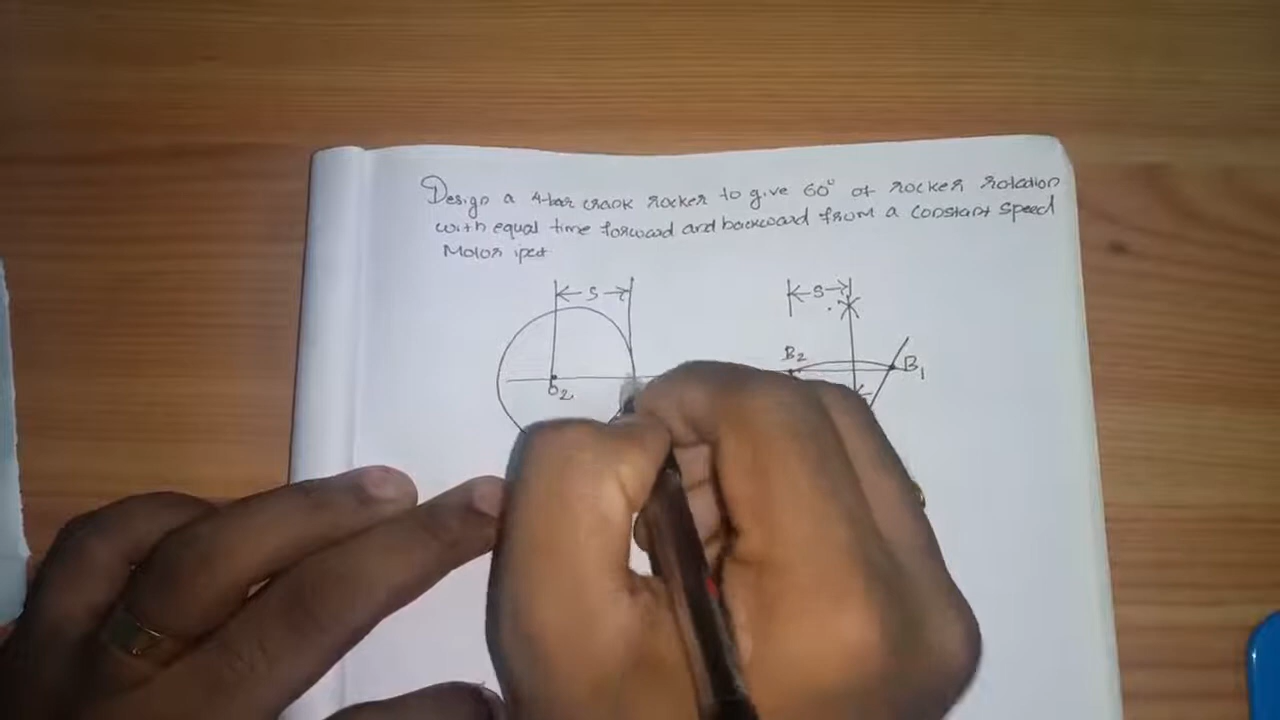 Design a 4-bar crank rocker to give 60° of rocker rotation
with equal time forward and backward from a constant speed
Motor ipct
S
S
B2
B1
O2